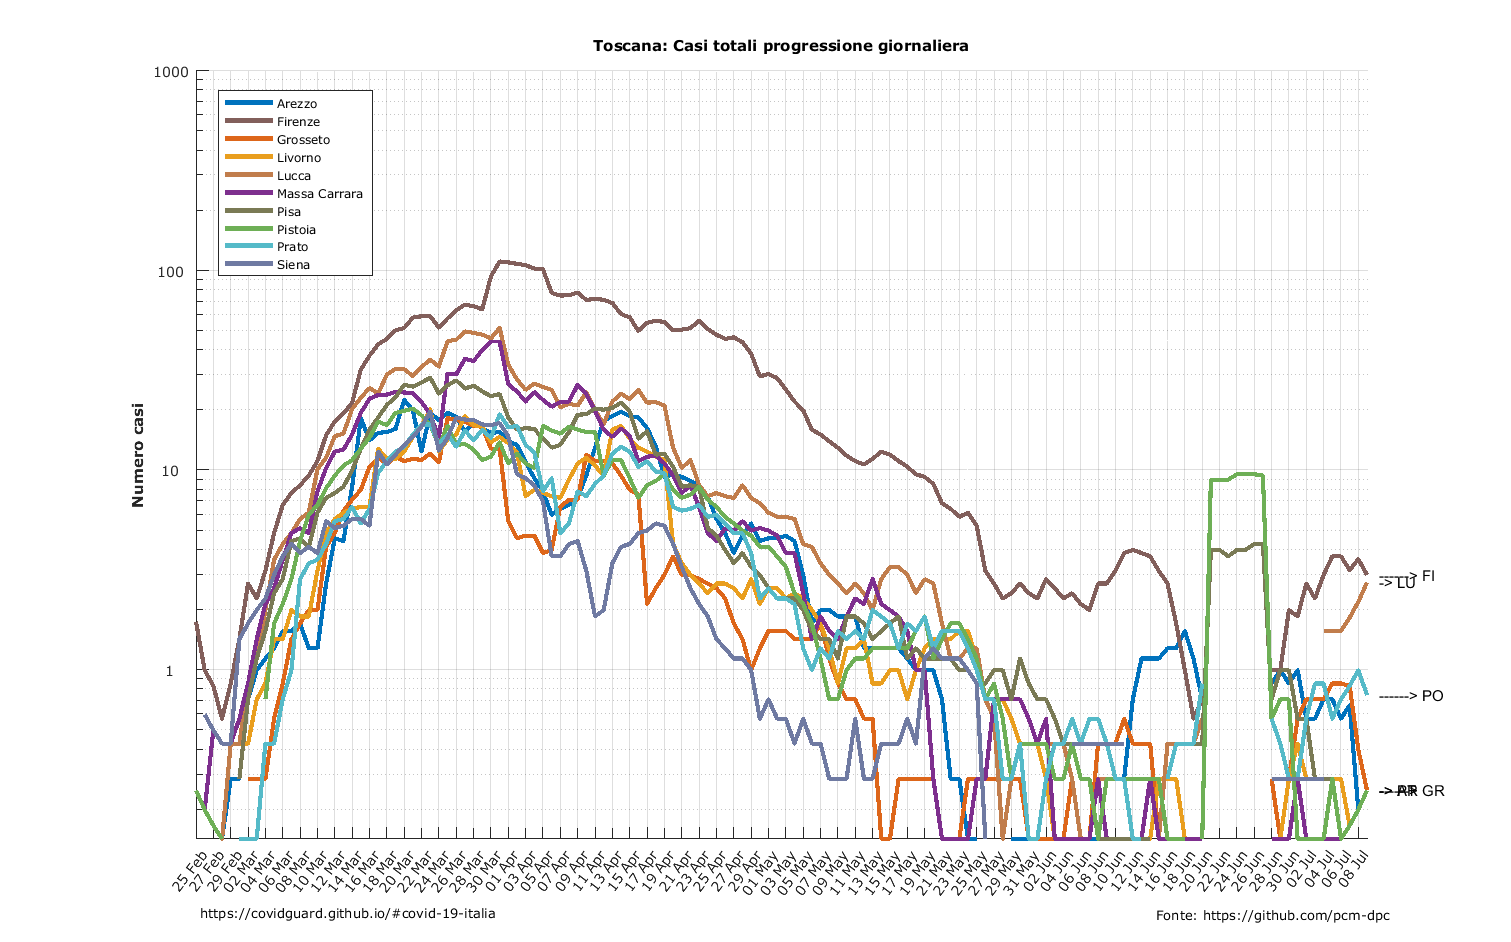 Toscana: Casi totali progressione giornaliera
Numero casi
1000
100
10
1
Arezzo
Firenze
Grosseto
Livorno
Lucca
Massa Carrara
Pisa
Pistoia
Prato
Siena
------> FI
-> LU
------> PO
GR
25 Feb
27 Feb
29 Feb
02 Mar
04 Mar
06 Mar
08 Mar
10 Mar
12 Mar
14 Mar
16 Mar
18 Mar
20 Mar
22 Mar
24 Mar
26 Mar
28 Mar
30 Mar
01 Apr
03 Apr
05 Apr
07 Apr
09 Apr
11 Apr
13 Apr
15 Apr
17 Apr
19 Apr
21 Apr
23 Apr
25 Apr
27 Apr
29 Apr
01 May
03 May
05 May
07 May
09 May
11 May
13 May
15 May
17 May
19 May
21 May
23 May
25 May
27 May
29 May
31 May
02 Jun
04 Jun
06 Jun
08 Jun
10 Jun
12 Jun
14 Jun
16 Jun
18 Jun
20 Jun
22 Jun
24 Jun
26 Jun
28 Jun
30 Jun
02 Jul
04 Jul
06 Jul
08 Jul
https://covidguard.github.io/#covid-19-italia
Fonte: https://github.com/pcm-dpc